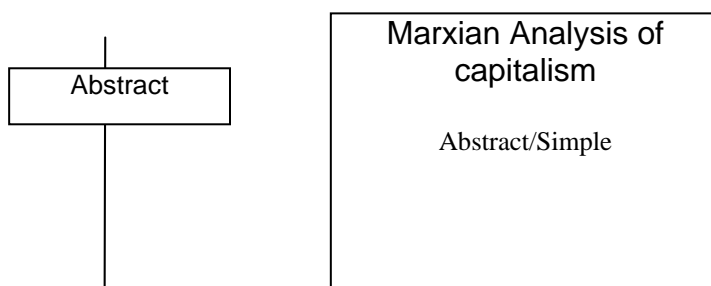 Abstract
Marxian Analysis of
capitalism
Abstract/Simple